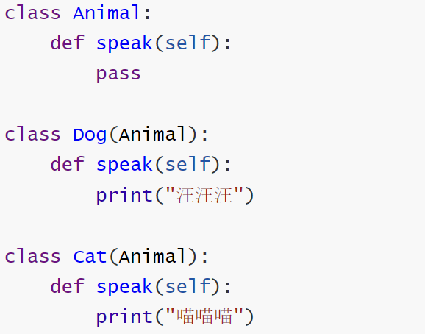 class Animal:
    def speak(self):
        pass
class Dog(Animal):
    def speak(self):
        print("汪汪汪")
class Cat(Animal):
    def speak(self):
        print("喵喵喵")